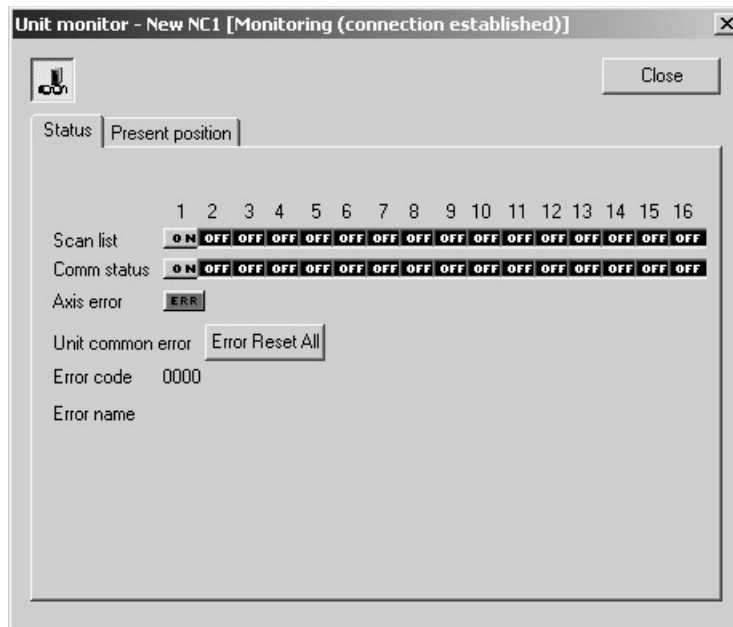 Unit monitor - New NC1 [Monitoring (connection established)]
Close
Status Present position
1 2 3 4 5 6 7 8 9 10 11 12 13 14 15 16
Scan list ON OFF OFF OFF OFF OFF OFF OFF OFF OFF OFF OFF OFF OFF OFF OFF
Comm status ON OFF OFF OFF OFF OFF OFF OFF OFF OFF OFF OFF OFF OFF OFF OFF
Axis error ERR
Unit common error Error Reset All
Error code 0000
Error name